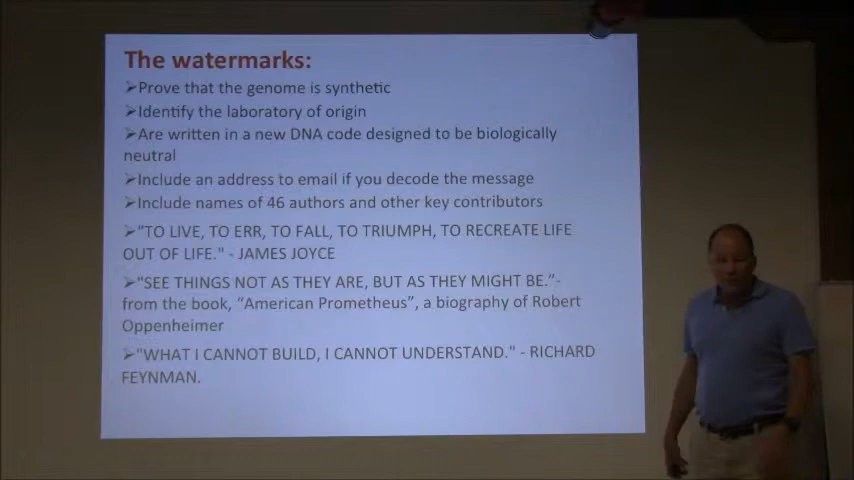 The watermarks:
➢Prove that the genome is synthetic
➢Identify the laboratory of origin
➢Are written in a new DNA code designed to be biologically
neutral
➢Include an address to email if you decode the message
➢Include names of 46 authors and other key contributors
➢"TO LIVE, TO ERR, TO FALL, TO TRIUMPH, TO RECREATE LIFE
OUT OF LIFE." - JAMES JOYCE
➢"SEE THINGS NOT AS THEY ARE, BUT AS THEY MIGHT BE.”-
from the book, “American Prometheus”, a biography of Robert
Oppenheimer
➢"WHAT I CANNOT BUILD, I CANNOT UNDERSTAND." - RICHARD
FEYNMAN.